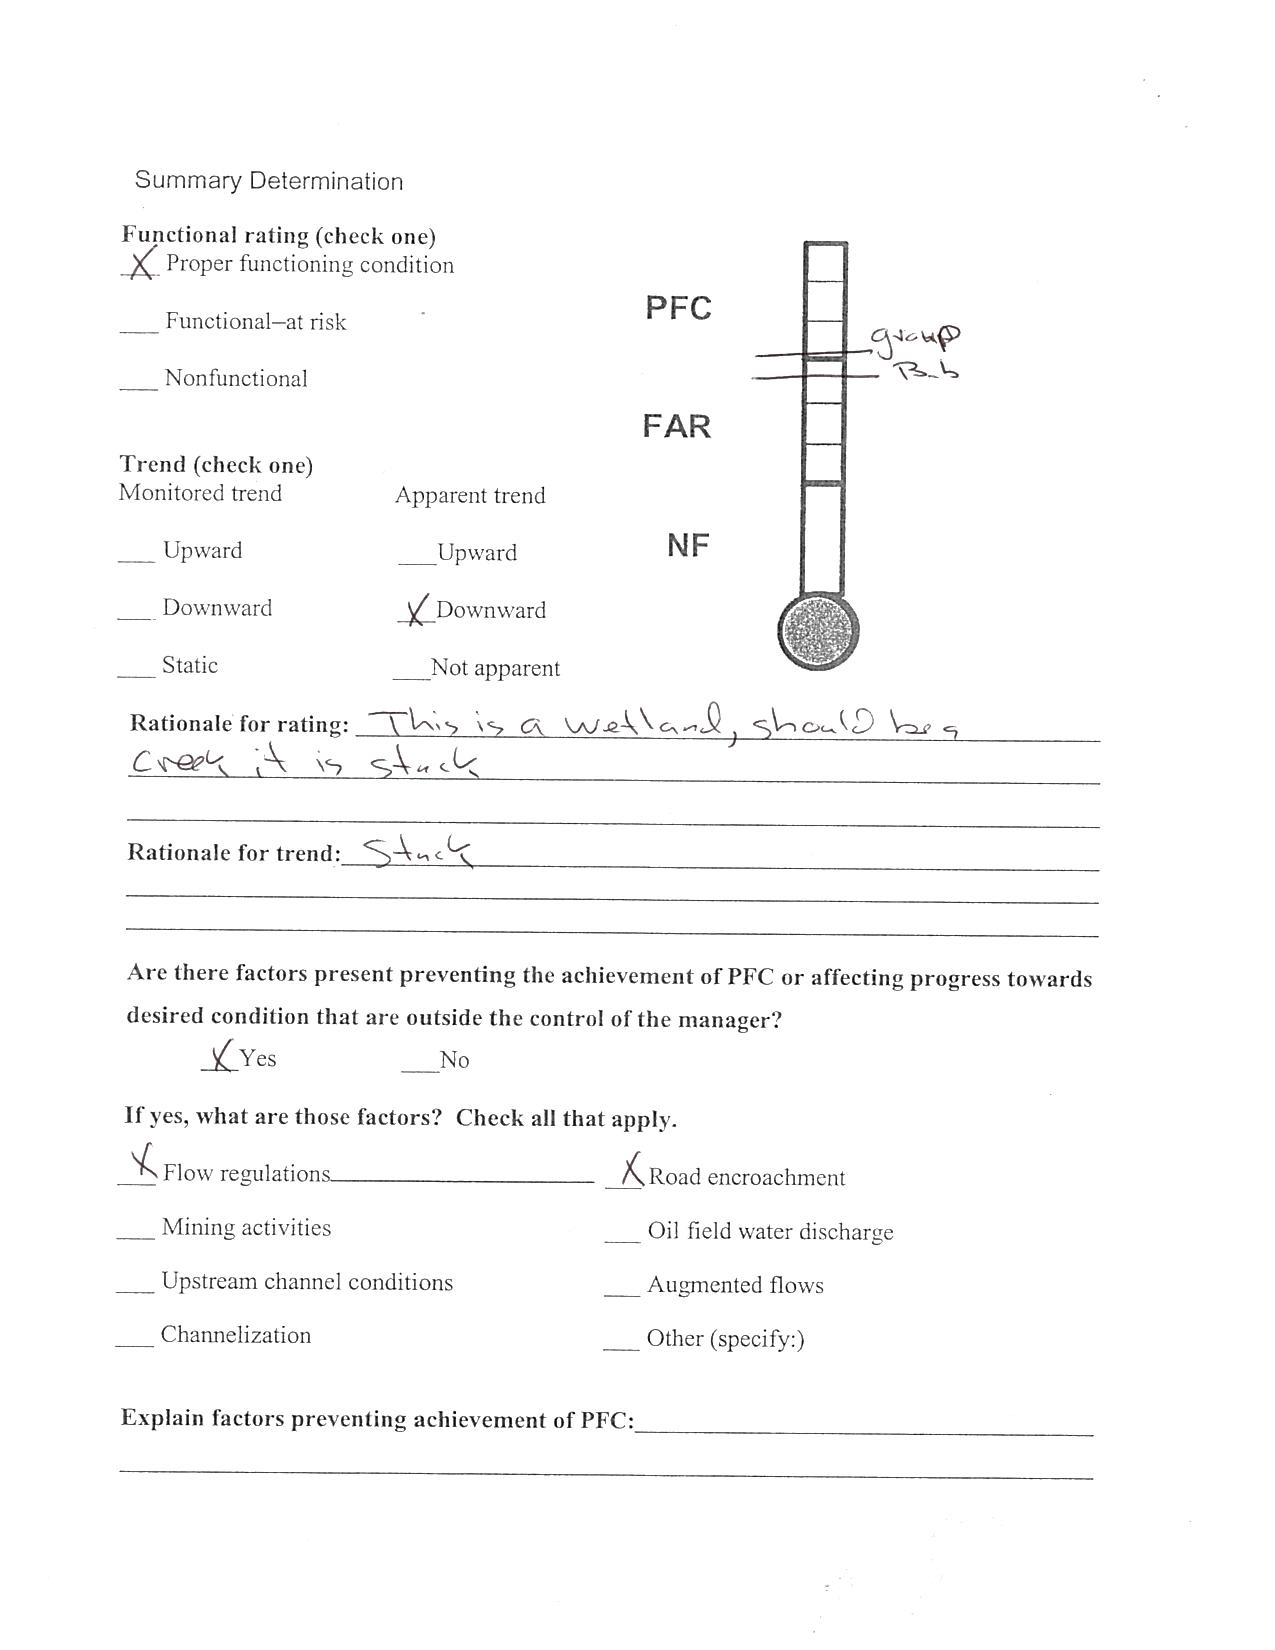 Summary Determination
Functional rating (check one)
X Proper functioning condition
___ Functional–at risk
___ Nonfunctional
PFC
group
Bob
FAR
NF
Trend (check one)
Monitored trend Apparent trend
___ Upward ___Upward
___ Downward X Downward
___ Static ___Not apparent
Rationale for rating: This is a wetland, should be a
Creek it is stuck
Rationale for trend: Stuck
Are there factors present preventing the achievement of PFC or affecting progress towards
desired condition that are outside the control of the manager?
X Yes ___No
If yes, what are those factors? Check all that apply.
X Flow regulations___ X Road encroachment
___ Mining activities ___ Oil field water discharge
___ Upstream channel conditions ___ Augmented flows
___ Channelization ___ Other (specify:)
Explain factors preventing achievement of PFC:___